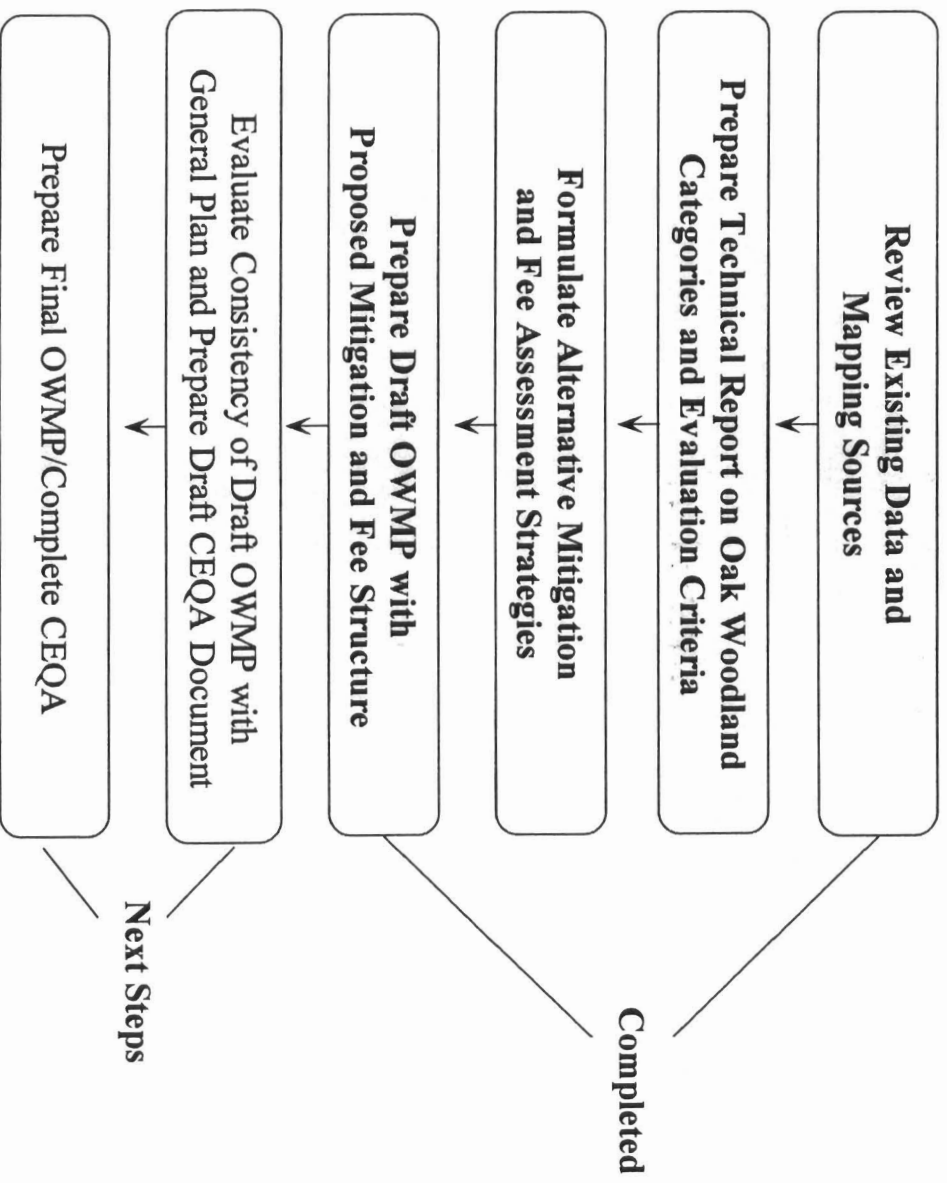 Review Existing Data and
Mapping Sources
Prepare Technical Report on Oak Woodland
Categories and Evaluation Criteria
Formulate Alternative Mitigation
and Fee Assessment Strategies
Prepare Draft OWMP with
Proposed Mitigation and Fee Structure
Completed
Evaluate Consistency of Draft OWMP with
General Plan and Prepare Draft CEQA Document
Prepare Final OWMP/Complete CEQA
Next Steps